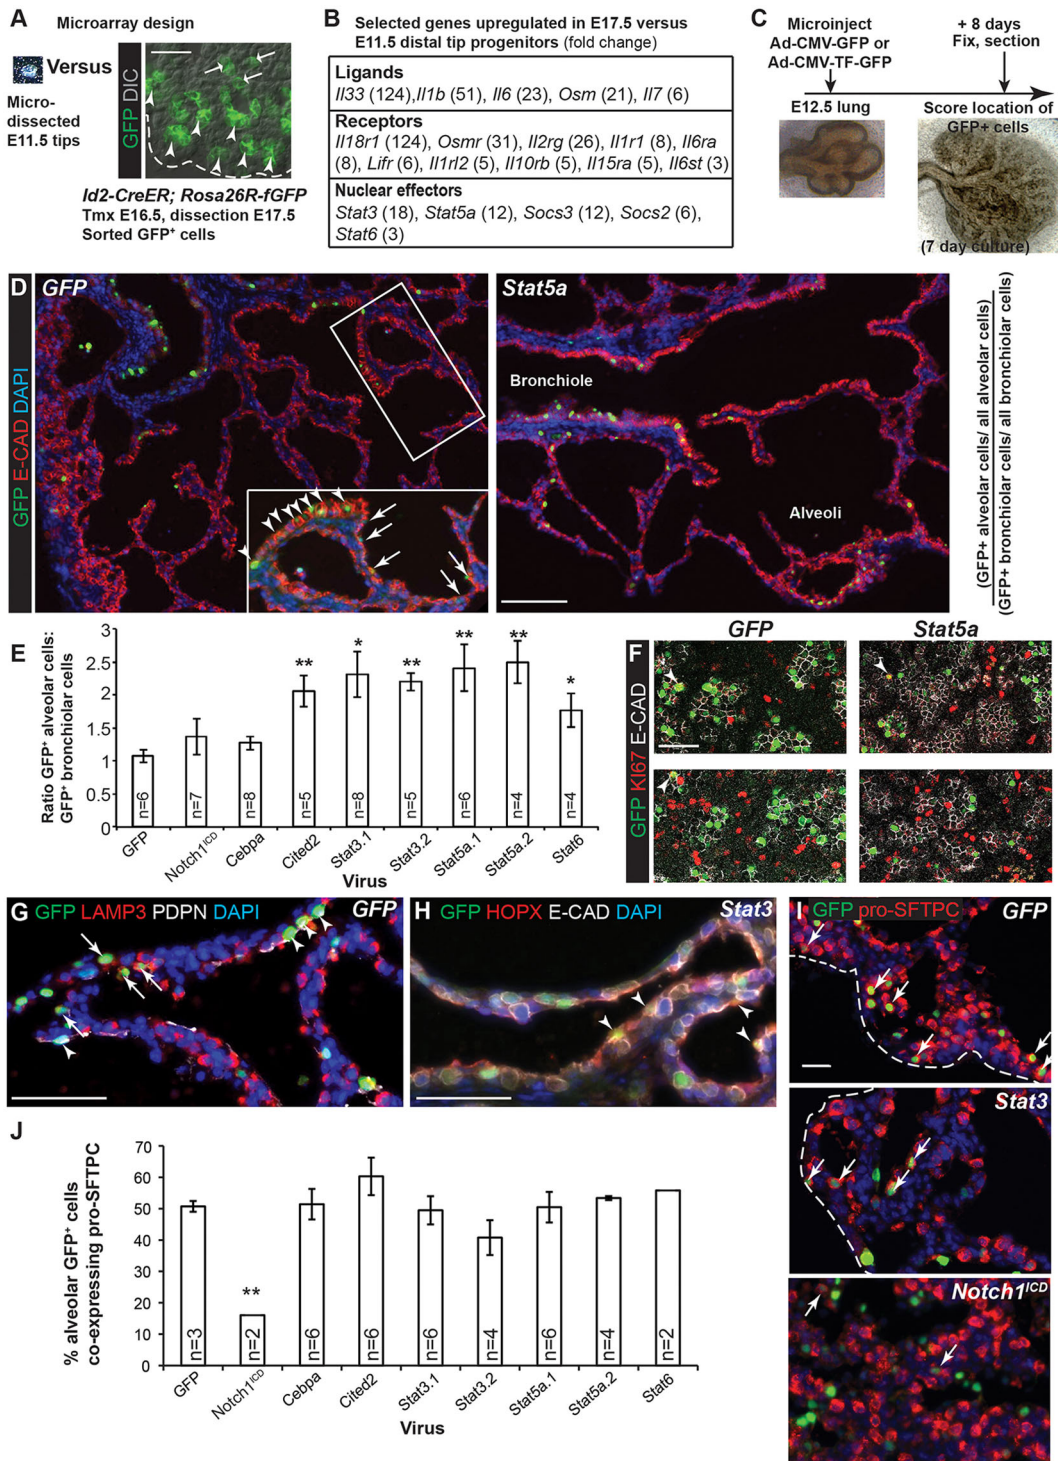 A
Microarray design
Versus
Micro-
dissected
E11.5 tips
GFP DIC
Id2-CreER; Rosa26R-fGFP
Tmx E16.5, dissection E17.5
Sorted GFP⁺ cells
B
Selected genes upregulated in E17.5 versus
E11.5 distal tip progenitors (fold change)
Ligands
Il33 (124),Il1b (51), Il6 (23), Osm (21), Il7 (6)
Receptors
Il18r1 (124), Osmr (31), Il2rg (26), Il1r1 (8), Il6ra
(8), Lifr (6), Il1rl2 (5), Il10rb (5), Il15ra (5), Il6st (3)
Nuclear effectors
Stat3 (18), Stat5a (12), Socs3 (12), Socs2 (6),
Stat6 (3)
C
Microinject
Ad-CMV-GFP or
Ad-CMV-TF-GFP
+ 8 days
Fix, section
E12.5 lung
Score location of
GFP+ cells
(7 day culture)
D
GFP
GFP E-CAD DAPI
Stat5a
Bronchiole
Alveoli
(GFP+ alveolar cells/ all alveolar cells)
(GFP+ bronchiolar cells/ all bronchiolar cells)
E
Ratio GFP⁺ alveolar cells:
GFP⁺ bronchiolar cells
3
2.5
2
1.5
1
0.5
0
** * ** ** ** *
n=6 n=7 n=8 n=5 n=8 n=5 n=6 n=4 n=4
GFP Notch1ᴵᶜᴰ Cebpa Cited2 Stat3.1 Stat3.2 Stat5a.1 Stat5a.2 Stat6
Virus
F
GFP
Stat5a
GFP KI67 E-CAD
G
GFP LAMP3 PDPN DAPI
GFP
H
GFP HOPX E-CAD DAPI
Stat3
I
GFP pro-SFTPC
GFP
Stat3
Notch1ᴵᶜᴰ
J
% alveolar GFP⁺ cells
co-expressing pro-SFTPC
70
60
50
40
30
20
10
0
**
n=3 n=2 n=6 n=6 n=6 n=4 n=6 n=4 n=2
GFP Notch1ᴵᶜᴰ Cebpa Cited2 Stat3.1 Stat3.2 Stat5a.1 Stat5a.2 Stat6
Virus